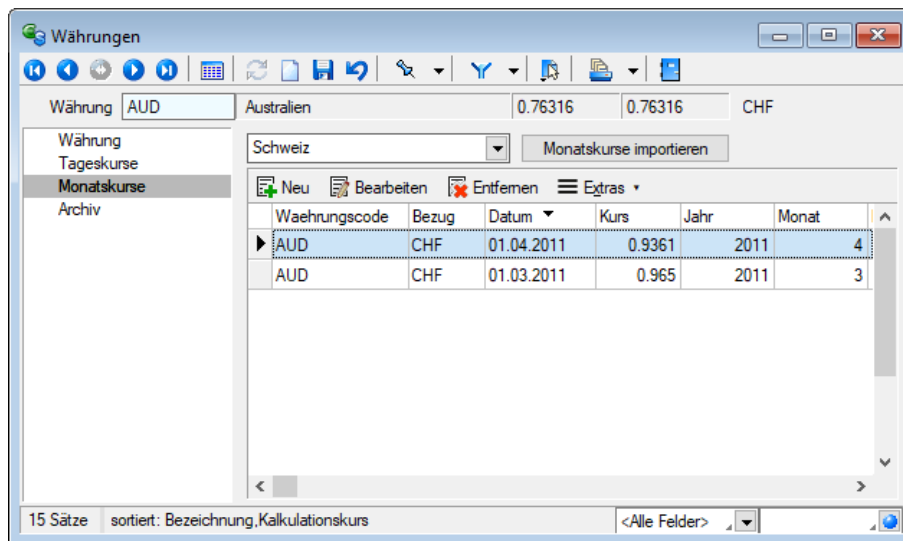 Währungen
Währung AUD Australien 0.76316 0.76316 CHF
Währung
Tageskurse
Monatskurse
Archiv
Schweiz Monatskurse importieren
Neu Bearbeiten Entfernen Extras
Waehrungscode Bezug Datum Kurs Jahr Monat
AUD CHF 01.04.2011 0.9361 2011 4
AUD CHF 01.03.2011 0.965 2011 3
15 Sätze sortiert: Bezeichnung,Kalkulationskurs <Alle Felder>